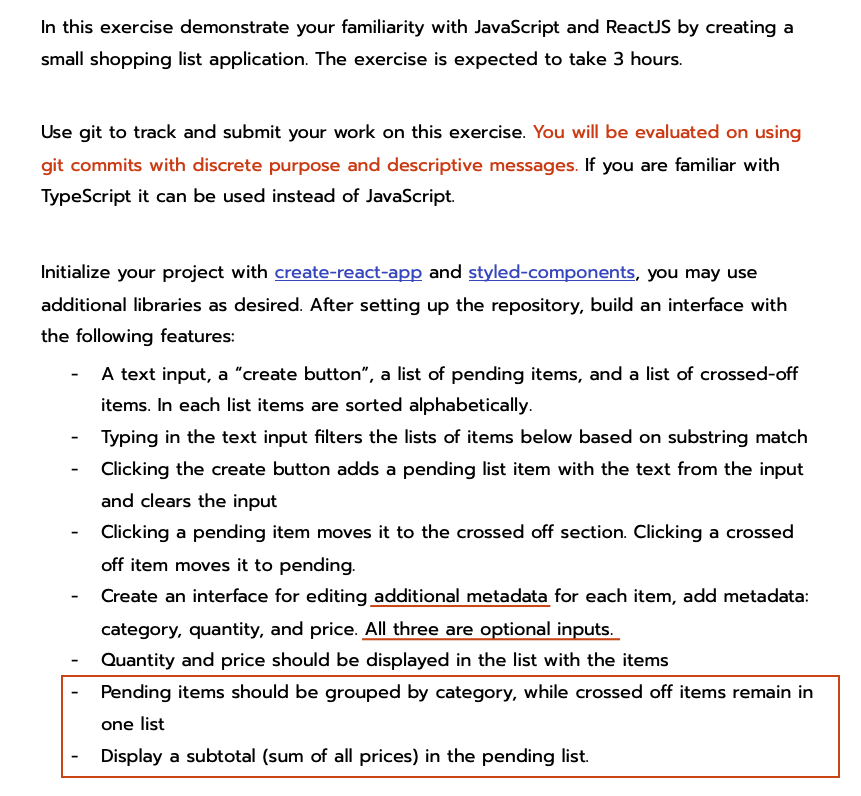 In this exercise demonstrate your familiarity with JavaScript and ReactJS by creating a
small shopping list application. The exercise is expected to take 3 hours.
Use git to track and submit your work on this exercise. You will be evaluated on using
git commits with discrete purpose and descriptive messages. If you are familiar with
TypeScript it can be used instead of JavaScript.
Initialize your project with create-react-app and styled-components, you may use
additional libraries as desired. After setting up the repository, build an interface with
the following features:
- A text input, a “create button”, a list of pending items, and a list of crossed-off
items. In each list items are sorted alphabetically.
- Typing in the text input filters the lists of items below based on substring match
- Clicking the create button adds a pending list item with the text from the input
and clears the input
- Clicking a pending item moves it to the crossed off section. Clicking a crossed
off item moves it to pending.
- Create an interface for editing additional metadata for each item, add metadata:
category, quantity, and price. All three are optional inputs.
- Quantity and price should be displayed in the list with the items
- Pending items should be grouped by category, while crossed off items remain in
one list
- Display a subtotal (sum of all prices) in the pending list.